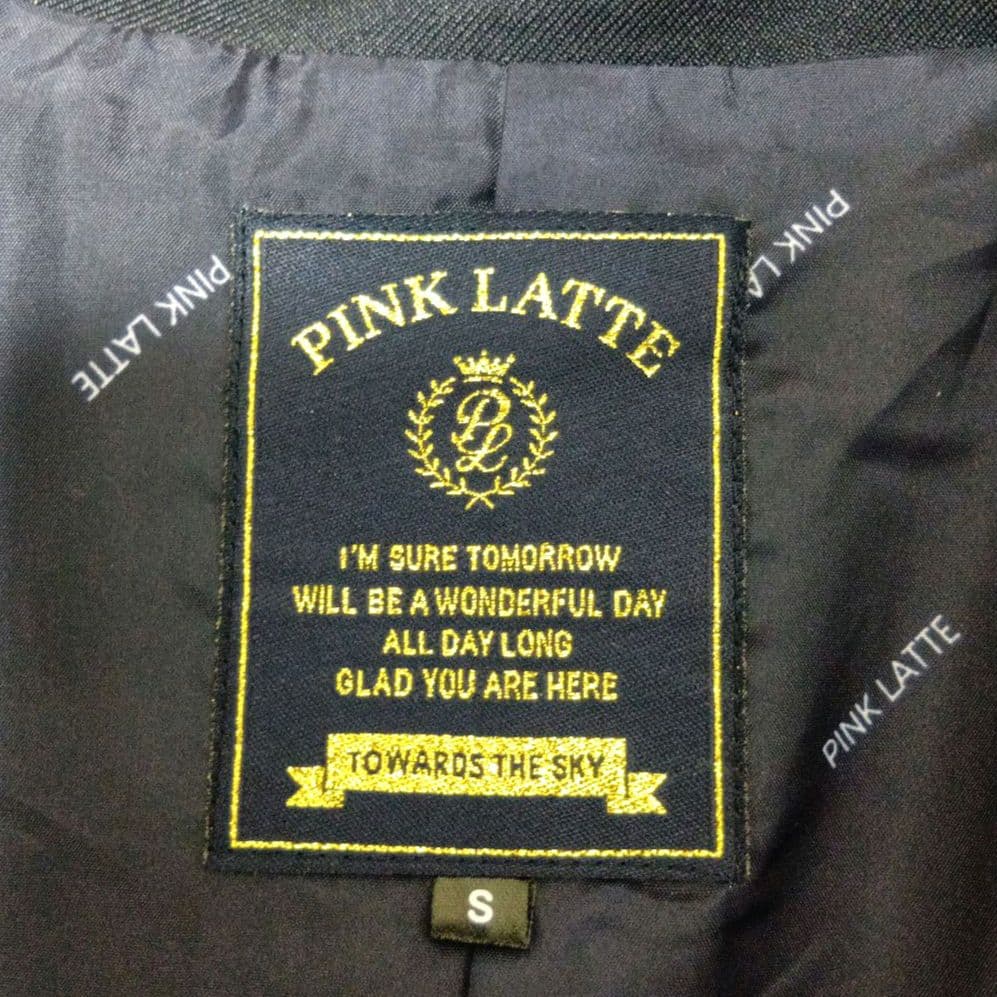 PINK LATTE
PINK LATTE
PINK LATTE
PL
I'M SURE TOMORROW
WILL BE A WONDERFUL DAY
ALL DAY LONG
GLAD YOU ARE HERE
TOWARDS THE SKY
PINK LATTE
S